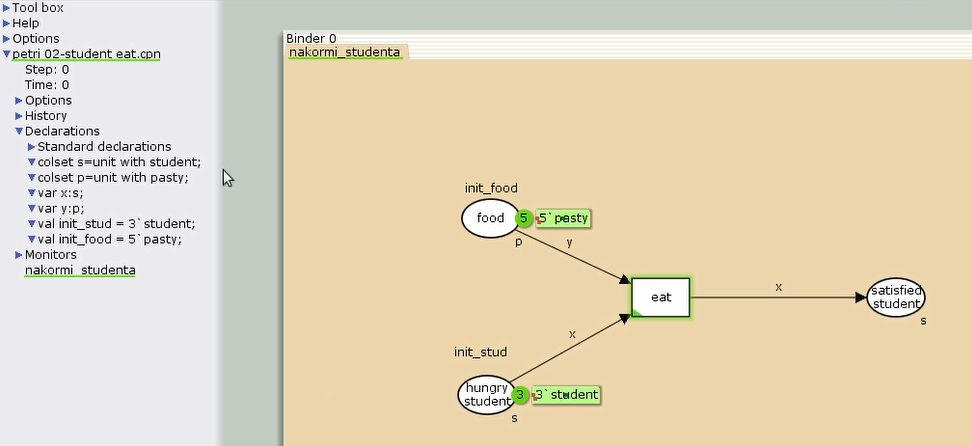 Tool box
Help
Options
petri 02-student eat.cpn
Step: 0
Time: 0
Options
History
Declarations
Standard declarations
colset s=unit with student;
colset p=unit with pasty;
var x:s;
var y:p;
val init_stud = 3`student;
val init_food = 5`pasty;
Monitors
nakormi_studenta
Binder 0
nakormi_studenta
init_food
food
5
5`pasty
p
y
eat
x
satisfied
student
s
x
init_stud
hungry
student
3
3`student
s